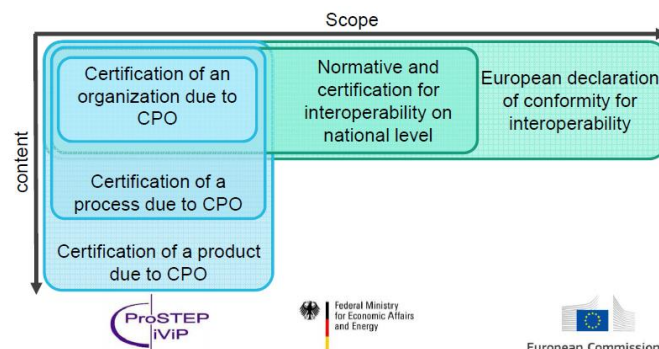 Scope
content
Certification of an
organization due to
CPO
Normative and
certification for
interoperability on
national level
European declaration
of conformity for
interoperability
Certification of a
process due to CPO
Certification of a product
due to CPO
ProSTEP
iViP
Federal Ministry
for Economic Affairs
and Energy
European Commission